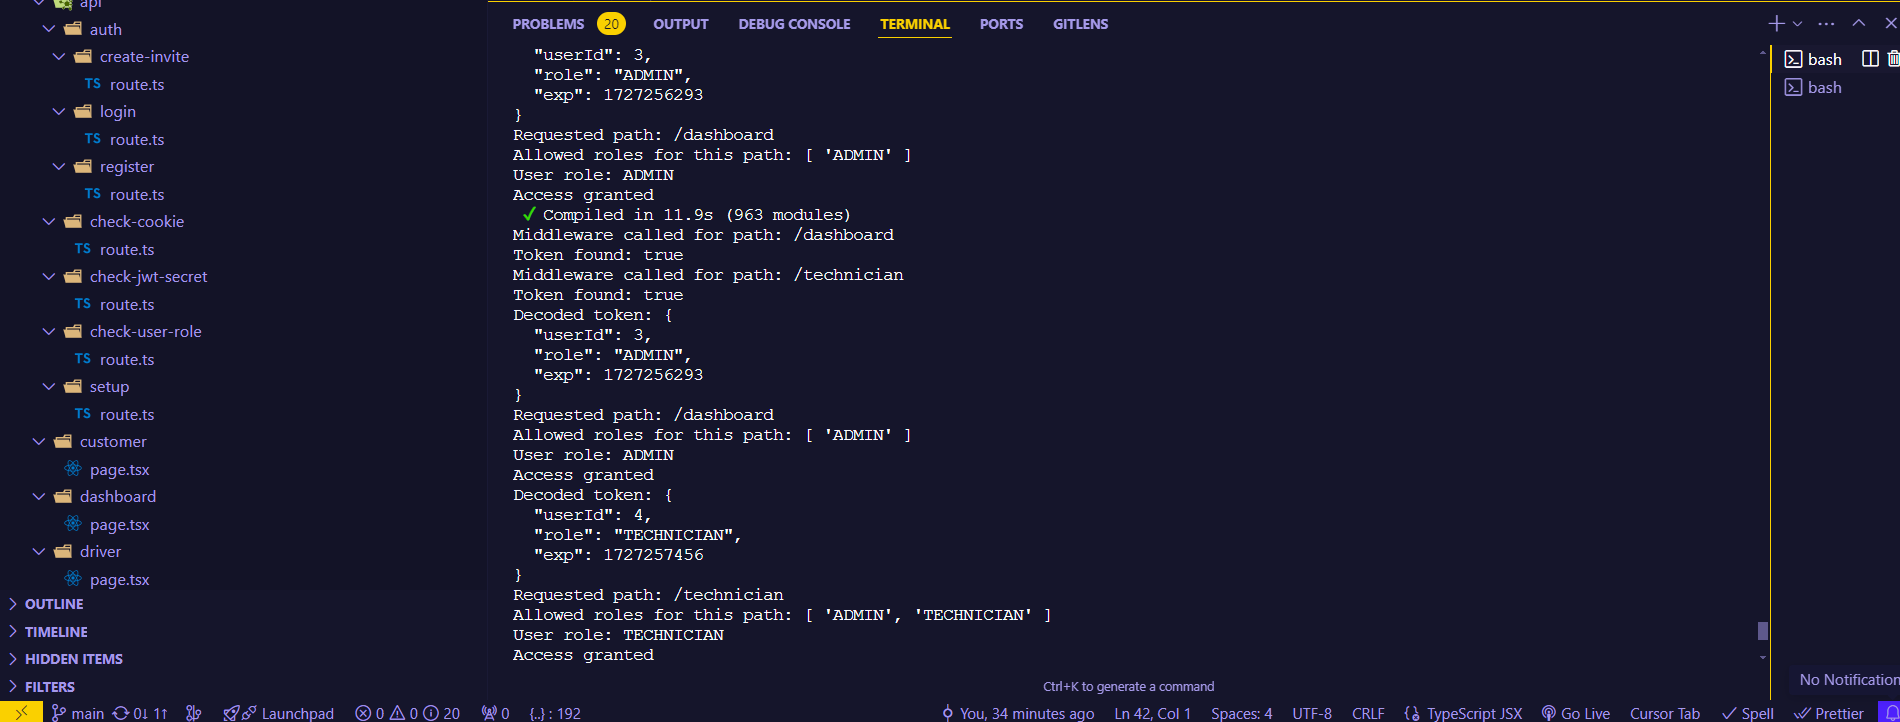 api
auth
create-invite
TS route.ts
login
TS route.ts
register
TS route.ts
check-cookie
TS route.ts
check-jwt-secret
TS route.ts
check-user-role
TS route.ts
setup
TS route.ts
customer
page.tsx
dashboard
page.tsx
driver
page.tsx
OUTLINE
TIMELINE
HIDDEN ITEMS
FILTERS
PROBLEMS 20 OUTPUT DEBUG CONSOLE TERMINAL PORTS GITLENS
"userId": 3,
"role": "ADMIN",
"exp": 1727256293
}
Requested path: /dashboard
Allowed roles for this path: [ 'ADMIN' ]
User role: ADMIN
Access granted
✓ Compiled in 11.9s (963 modules)
Middleware called for path: /dashboard
Token found: true
Middleware called for path: /technician
Token found: true
Decoded token: {
"userId": 3,
"role": "ADMIN",
"exp": 1727256293
}
Requested path: /dashboard
Allowed roles for this path: [ 'ADMIN' ]
User role: ADMIN
Access granted
Decoded token: {
"userId": 4,
"role": "TECHNICIAN",
"exp": 1727257456
}
Requested path: /technician
Allowed roles for this path: [ 'ADMIN', 'TECHNICIAN' ]
User role: TECHNICIAN
Access granted
Ctrl+K to generate a command
bash
bash
No Notification
main 0↓ 1↑ Launchpad 0 0 20 0 {..} : 192 You, 34 minutes ago Ln 42, Col 1 Spaces: 4 UTF-8 CRLF TypeScript JSX Go Live Cursor Tab Spell Prettier